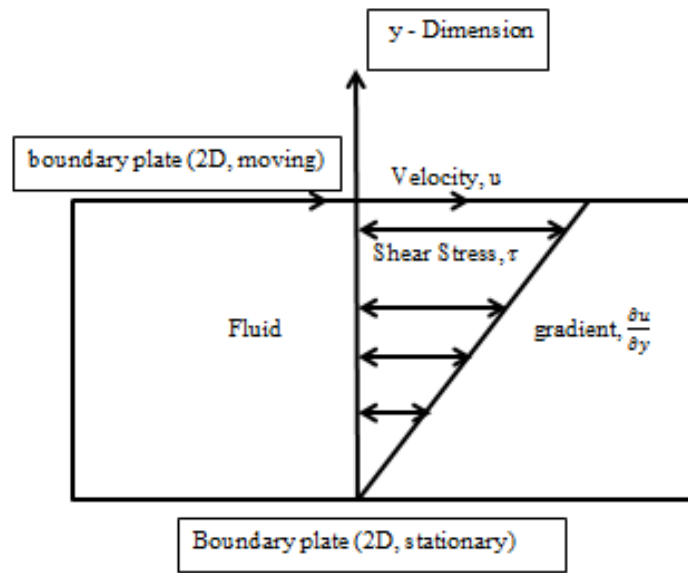 y - Dimension
boundary plate (2D, moving)
Velocity, u
Shear Stress, τ
Fluid
gradient, ∂u/∂y
Boundary plate (2D, stationary)